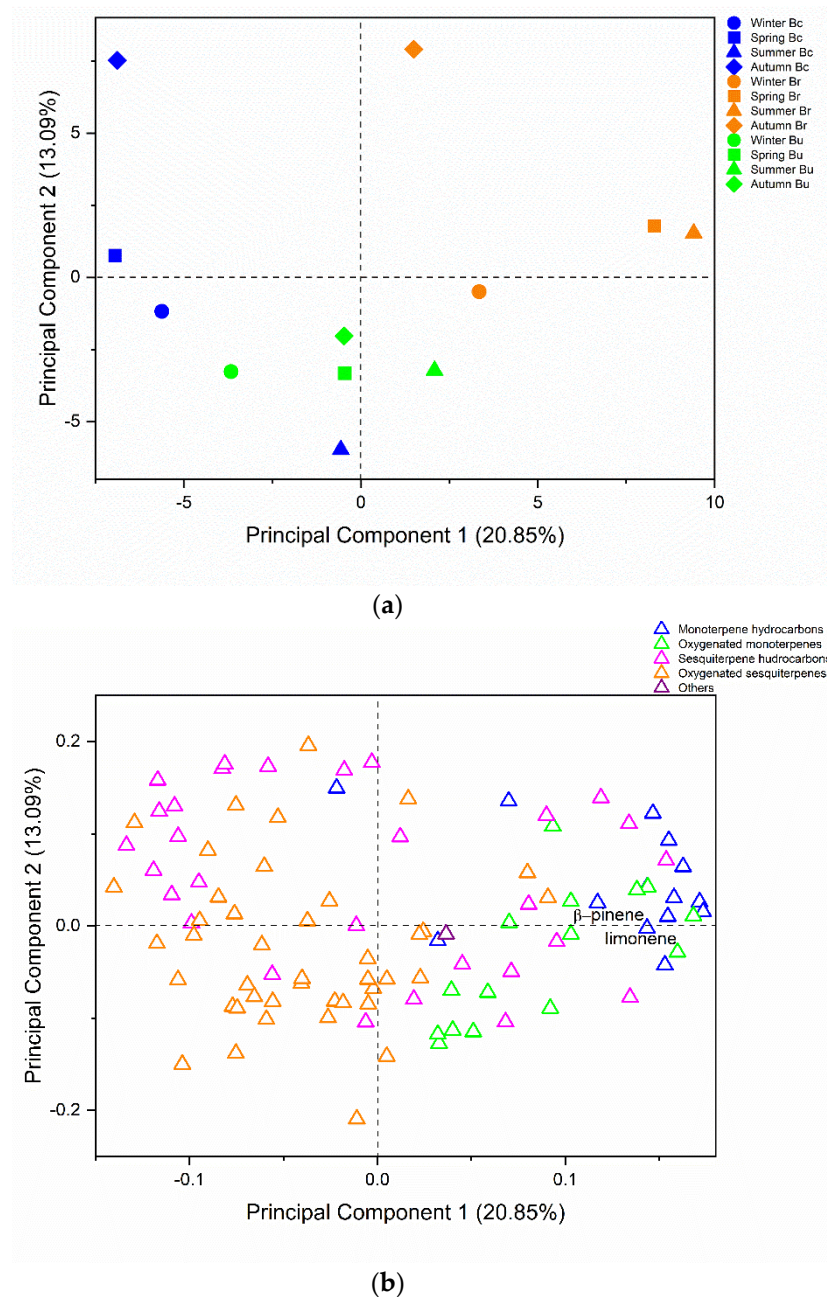 Winter Bc
Spring Bc
Summer Bc
Autumn Bc
Winter Br
Spring Br
Summer Br
Autumn Br
Winter Bu
Spring Bu
Summer Bu
Autumn Bu
Principal Component 2 (13.09%)
5
0
-5
-5
0
5
10
Principal Component 1 (20.85%)
(a)
Monoterpene hydrocarbons
Oxygenated monoterpenes
Sesquiterpene hudrocarbons
Oxygenated sesquiterpenes
Others
Principal Component 2 (13.09%)
0.2
0.0
-0.2
β-pinene
limonene
-0.1
0.0
0.1
Principal Component 1 (20.85%)
(b)